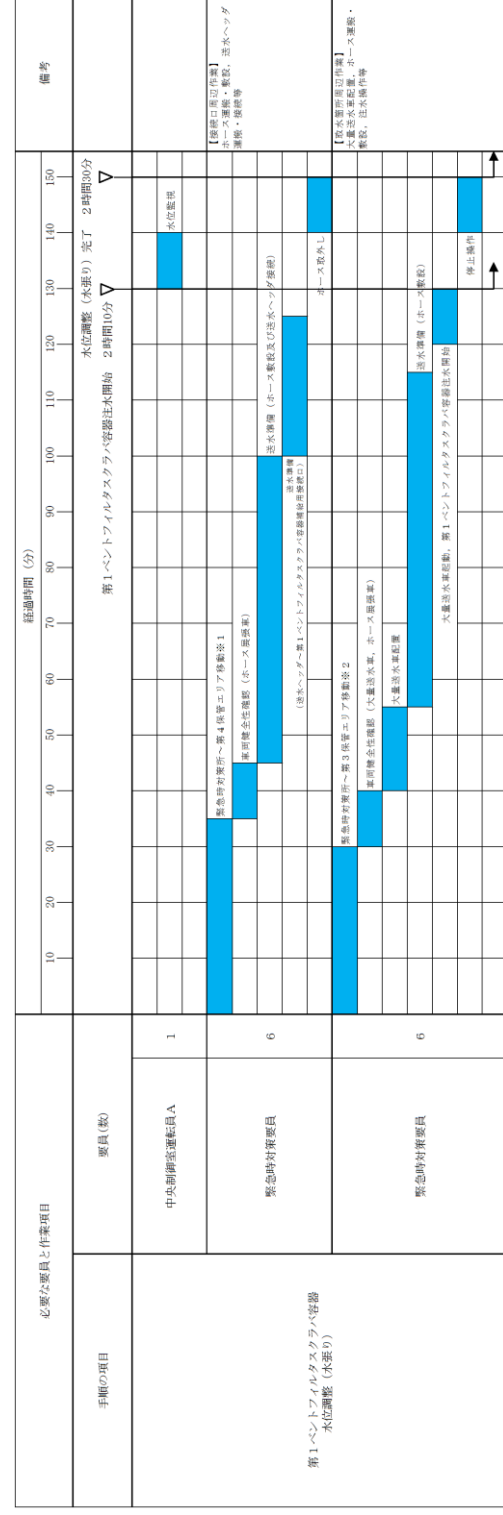 必要な要員と作業項目
経過時間（分）
備考
手順の項目
要員(数)
10
20
30
40
50
60
70
80
90
100
110
120
130
140
150
水位調整（水張り）完了　2時間30分
第１ベントフィルタスクラバ容器注水開始　2時間10分
第１ベントフィルタスクラバ容器
水位調整（水張り）
中央制御室運転員Ａ
1
水位監視
緊急時対策要員
6
緊急時対策所～第４保管エリア移動※１
車両健全性確認（ホース展張車）
送水準備（ホース敷設及び送水ヘッダ接続）
送水準備
（送水ヘッダ～第１ベントフィルタスクラバ容器補給用接続口）
ホース取外し
【接続口周辺作業】
ホース運搬・敷設，送水ヘッダ
運搬・接続等
緊急時対策要員
6
緊急時対策所～第３保管エリア移動※２
車両健全性確認（大量送水車，ホース展張車）
大量送水車配置
送水準備（ホース敷設）
大量送水車起動，第１ベントフィルタスクラバ容器注水開始
停止操作
【取水箇所周辺作業】
大量送水車配置，ホース運搬・
敷設，注水操作等